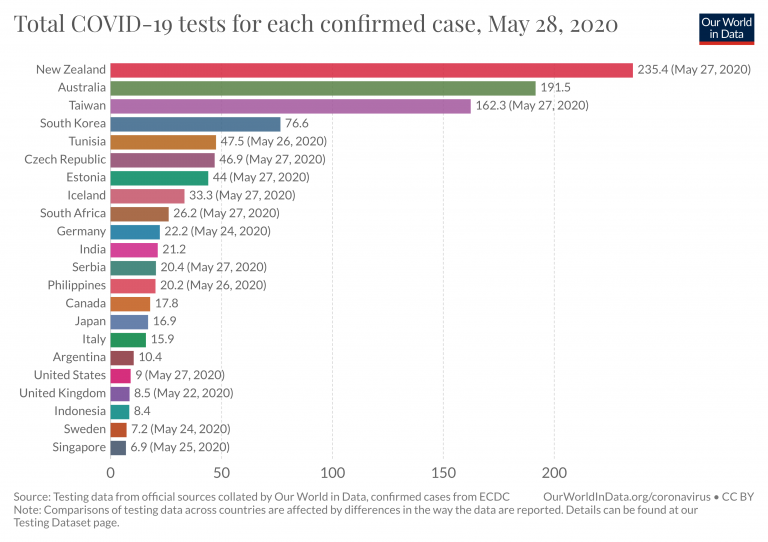 Total COVID-19 tests for each confirmed case, May 28, 2020
Our World
in Data
New Zealand 235.4 (May 27, 2020)
Australia 191.5
Taiwan 162.3 (May 27, 2020)
South Korea 76.6
Tunisia 47.5 (May 26, 2020)
Czech Republic 46.9 (May 27, 2020)
Estonia 44 (May 27, 2020)
Iceland 33.3 (May 27, 2020)
South Africa 26.2 (May 27, 2020)
Germany 22.2 (May 24, 2020)
India 21.2
Serbia 20.4 (May 27, 2020)
Philippines 20.2 (May 26, 2020)
Canada 17.8
Japan 16.9
Italy 15.9
Argentina 10.4
United States 9 (May 27, 2020)
United Kingdom 8.5 (May 22, 2020)
Indonesia 8.4
Sweden 7.2 (May 24, 2020)
Singapore 6.9 (May 25, 2020)
0 50 100 150 200
Source: Testing data from official sources collated by Our World in Data, confirmed cases from ECDC OurWorldInData.org/coronavirus • CC BY
Note: Comparisons of testing data across countries are affected by differences in the way the data are reported. Details can be found at our
Testing Dataset page.